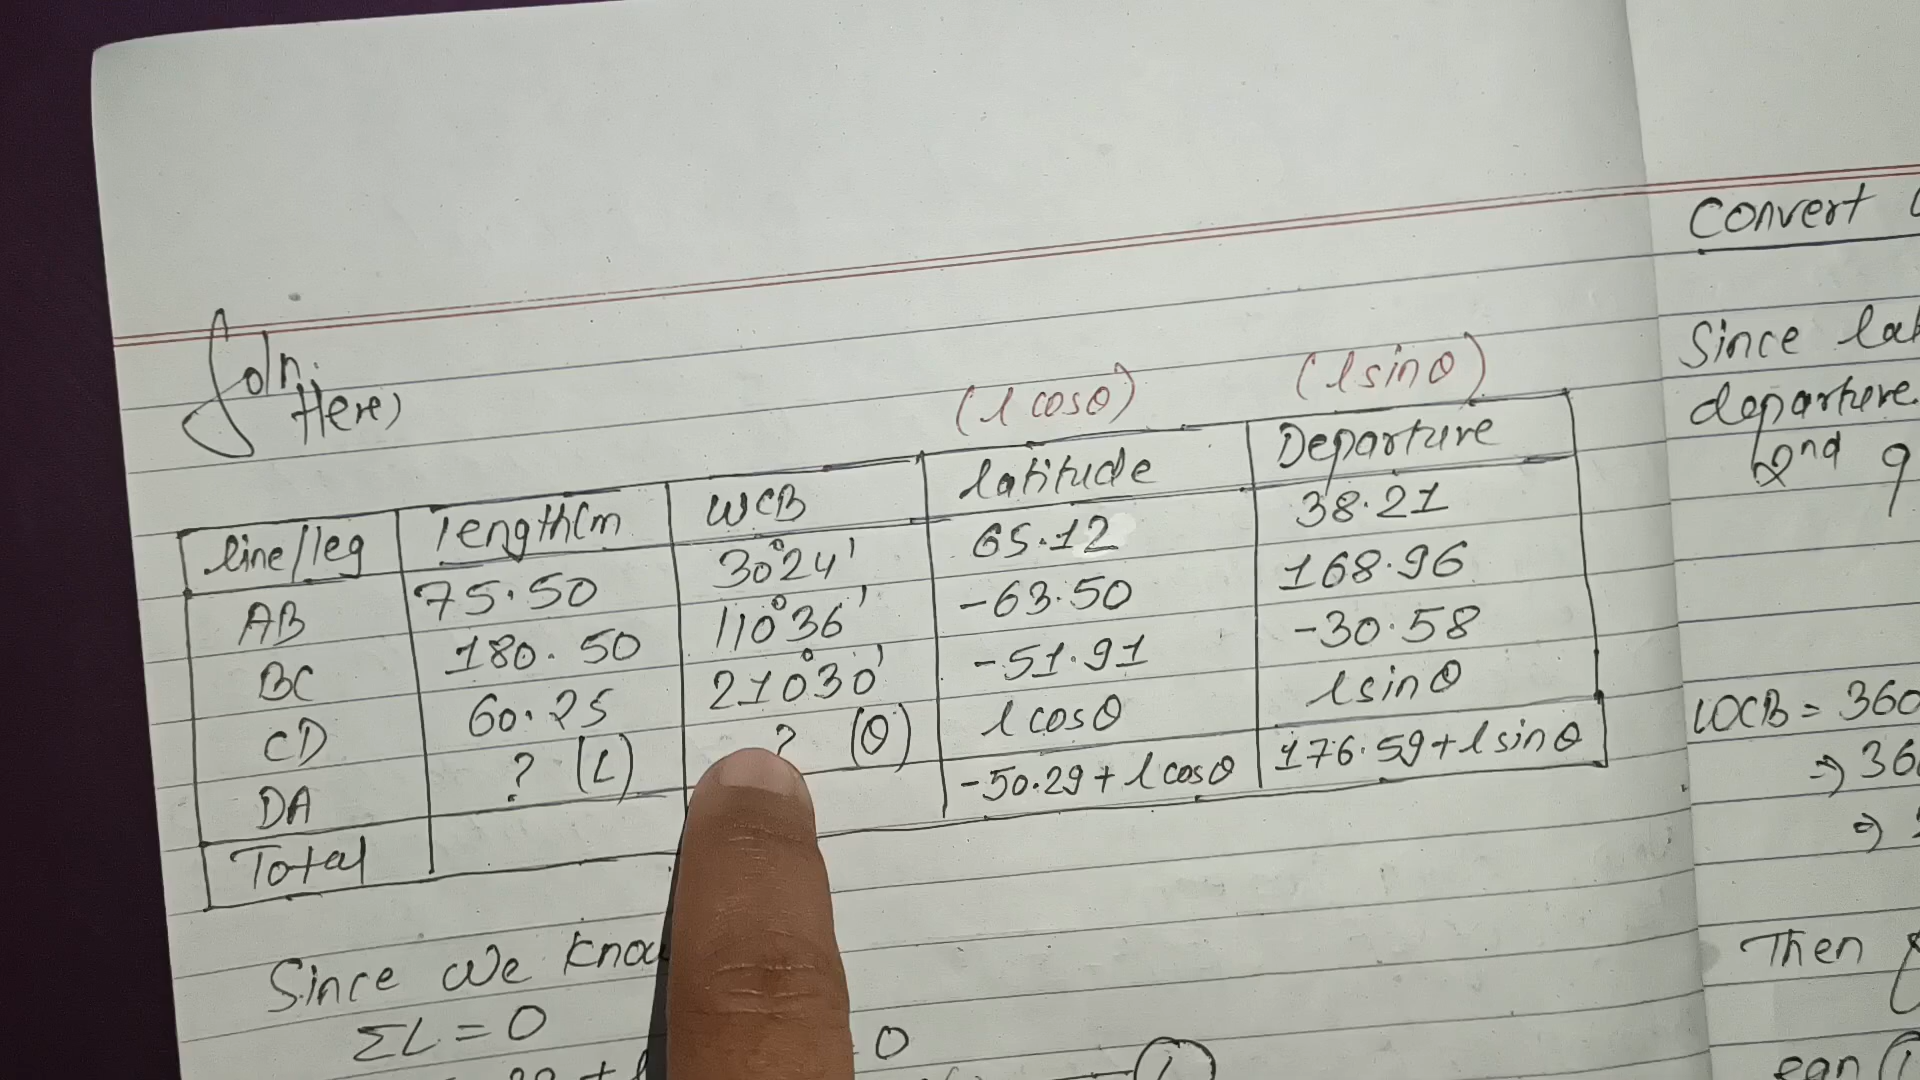 Soln.
Here,
(l cosθ) (l sinθ)
line/leg length(m WCB latitude Departure
AB 75.50 30°24' 65.12 38.21
BC 180.50 110°36' -63.50 168.96
CD 60.25 210°30' -51.91 -30.58
DA ? (L) ? (θ) l cosθ l sinθ
Total -50.29 + l cosθ 176.59 + l sinθ
Since we
ΣL = 0
0
Convert
Since
departure.
2nd
WCB = 360
⇒ 36
⇒
Then
eqn